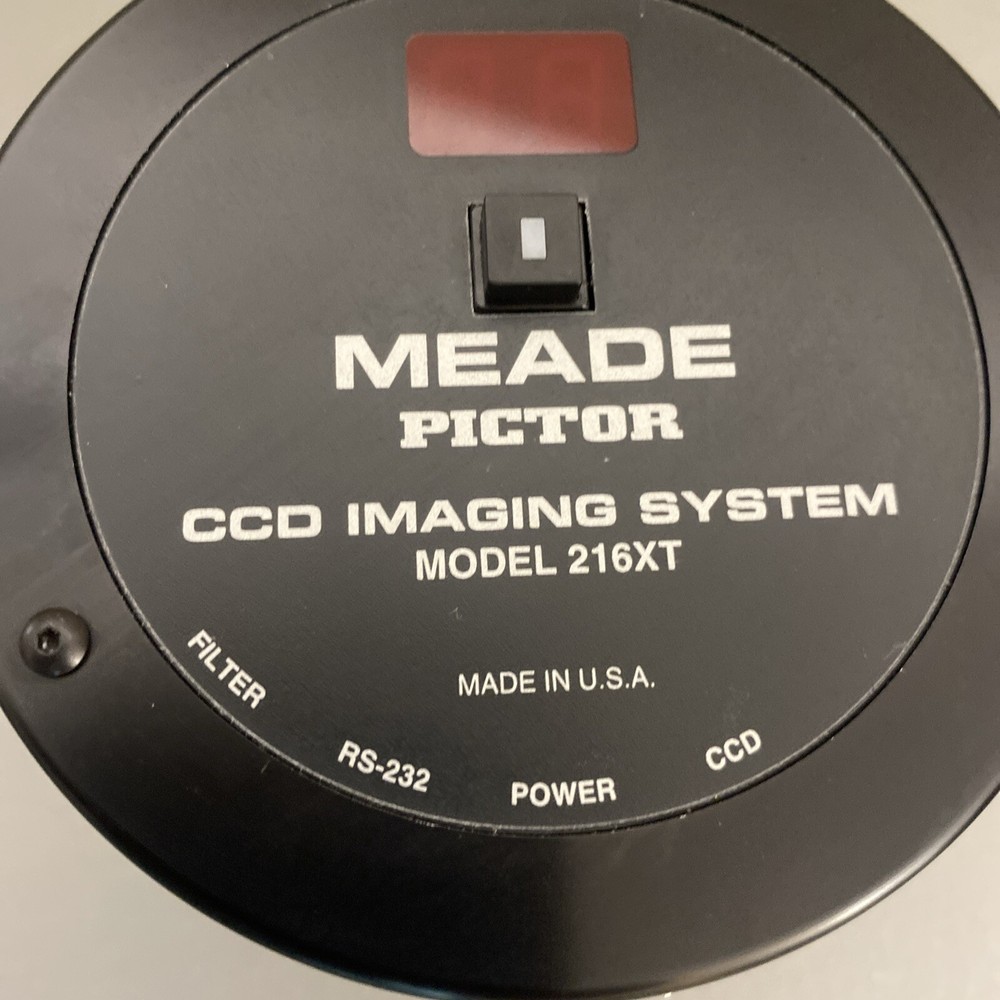 MEADE
PICTOR
CCD IMAGING SYSTEM
MODEL 216XT
MADE IN U.S.A.
FILTER
RS-232
POWER
CCD